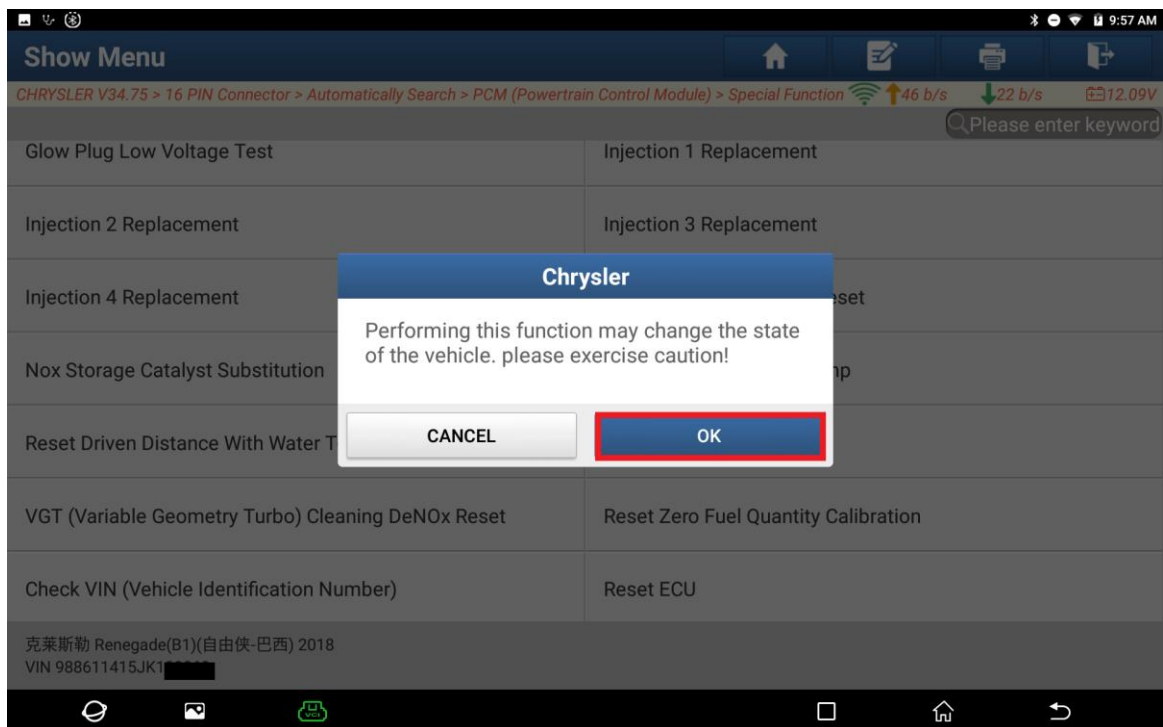 9:57 AM
Show Menu
CHRYSLER V34.75 > 16 PIN Connector > Automatically Search > PCM (Powertrain Control Module) > Special Function 46 b/s 22 b/s 12.09V
Please enter keyword
Glow Plug Low Voltage Test
Injection 1 Replacement
Injection 2 Replacement
Injection 3 Replacement
Injection 4 Replacement
Chrysler
Performing this function may change the state
of the vehicle. please exercise caution!
CANCEL
OK
Nox Storage Catalyst Substitution
Reset Driven Distance With Water
VGT (Variable Geometry Turbo) Cleaning DeNOx Reset
Reset Zero Fuel Quantity Calibration
Check VIN (Vehicle Identification Number)
Reset ECU
克莱斯勒 Renegade(B1)(自由侠-巴西) 2018
VIN 988611415JK1
VCI